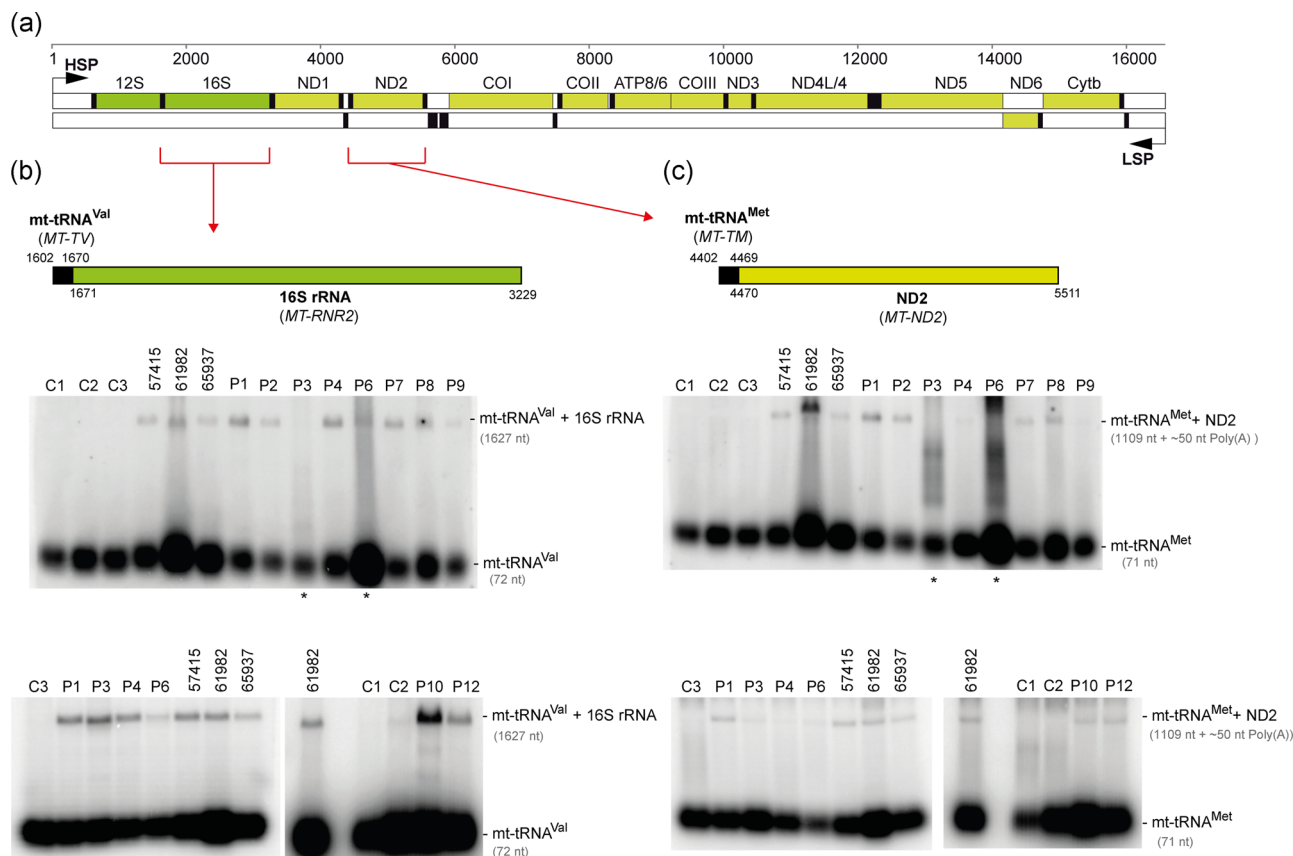 (a)
1 2000 4000 6000 8000 10000 12000 14000 16000
HSP
12S 16S ND1 ND2 COI COII ATP8/6 COIII ND3 ND4L/4 ND5 ND6 Cytb
LSP
(b)
mt-tRNAVal
(MT-TV)
1602 1670
1671 3229
16S rRNA
(MT-RNR2)
C1 C2 C3 57415 61982 65937 P1 P2 P3 P4 P6 P7 P8 P9
- mt-tRNAVal + 16S rRNA
(1627 nt)
- mt-tRNAVal
(72 nt)
* *
C3 P1 P3 P4 P6 57415 61982 65937 61982 C1 C2 P10 P12
- mt-tRNAVal + 16S rRNA
(1627 nt)
- mt-tRNAVal
(72 nt)
(c)
mt-tRNAMet
(MT-TM)
4402 4469
4470 5511
ND2
(MT-ND2)
C1 C2 C3 57415 61982 65937 P1 P2 P3 P4 P6 P7 P8 P9
- mt-tRNAMet+ ND2
(1109 nt + ~50 nt Poly(A) )
- mt-tRNAMet
(71 nt)
* *
C3 P1 P3 P4 P6 57415 61982 65937 61982 C1 C2 P10 P12
- mt-tRNAMet+ ND2
(1109 nt + ~50 nt Poly(A))
- mt-tRNAMet
(71 nt)